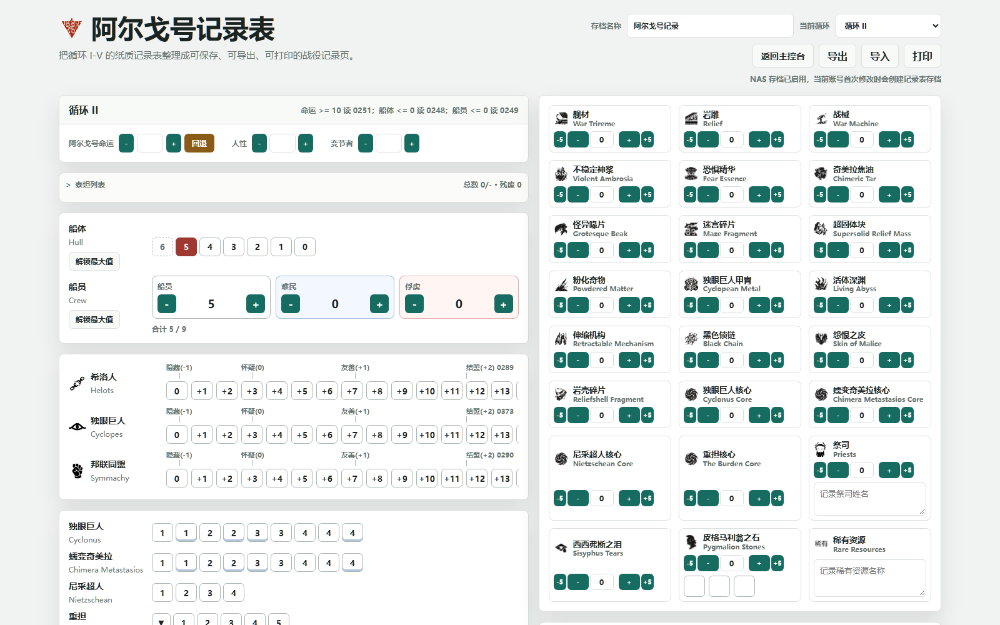 阿尔戈号记录表
把循环 I-V 的纸质记录表整理成可保存、可导出、可打印的战役记录页。
存档名称 阿尔戈号记录 当前循环 循环 II
返回主控台 导出 导入 打印
NAS 存档已启用，当前账号首次修改时会创建记录表存档
循环 II 命运 >= 10 读 0251；船体 <= 0 读 0248；船员 <= 0 读 0249
阿尔戈号命运 - + 回退 人性 - + 变节者 - +
> 泰坦列表 总数 0/- • 残废 0
船体
Hull
解锁最大值
6 5 4 3 2 1 0
船员
Crew
解锁最大值
船员 难民 俘虏
- 5 + - 0 + - 0 +
合计 5 / 9
隐蔽(-1) 怀疑(0) 友善(+1) 结盟(+2) 0289
希洛人
Helots
0 +1 +2 +3 +4 +5 +6 +7 +8 +9 +10 +11 +12 +13
隐蔽(-1) 怀疑(0) 友善(+1) 结盟(+2) 0373
独眼巨人
Cyclopes
0 +1 +2 +3 +4 +5 +6 +7 +8 +9 +10 +11 +12 +13
隐蔽(-1) 怀疑(0) 友善(+1) 结盟(+2) 0290
邦联同盟
Symmachy
0 +1 +2 +3 +4 +5 +6 +7 +8 +9 +10 +11 +12 +13
独眼巨人
Cyclonus
1 1 2 2 3 3 4 4 4
蠕变奇美拉
Chimera Metastasios
1 1 2 2 3 3 4 4 4
尼采超人
Nietzschean
1 2 3 4
重担
▼ 1 2 3 4 5
舰材 岩雕 战械
War Trireme Relief War Machine
-5 - 0 + +5 -5 - 0 + +5 -5 - 0 + +5
不稳定神浆 恐惧精华 奇美拉焦油
Violent Ambrosia Fear Essence Chimeric Tar
-5 - 0 + +5 -5 - 0 + +5 -5 - 0 + +5
怪异喙片 迷宫碎片 超固体块
Grotesque Beak Maze Fragment Supersolid Relief Mass
-5 - 0 + +5 -5 - 0 + +5 -5 - 0 + +5
粉化奇物 独眼巨人甲胄 活体深渊
Powdered Matter Cyclopean Metal Living Abyss
-5 - 0 + +5 -5 - 0 + +5 -5 - 0 + +5
伸缩机构 黑色锁链 怨恨之皮
Retractable Mechanism Black Chain Skin of Malice
-5 - 0 + +5 -5 - 0 + +5 -5 - 0 + +5
岩壳碎片 独眼巨人核心 蠕变奇美拉核心
Reliefshell Fragment Cyclonus Core Chimera Metastasios Core
-5 - 0 + +5 -5 - 0 + +5 -5 - 0 + +5
尼采超人核心 重担核心 祭司
Nietzschean Core The Burden Core Priests
-5 - 0 + +5 -5 - 0 + +5 -5 - 0 + +5
记录祭司姓名
西西弗斯之泪 皮格马利翁之石 稀有 稀有资源
Sisyphus Tears Pygmalion Stones Rare Resources
-5 - 0 + +5 -5 - 0 + +5
记录稀有资源名称